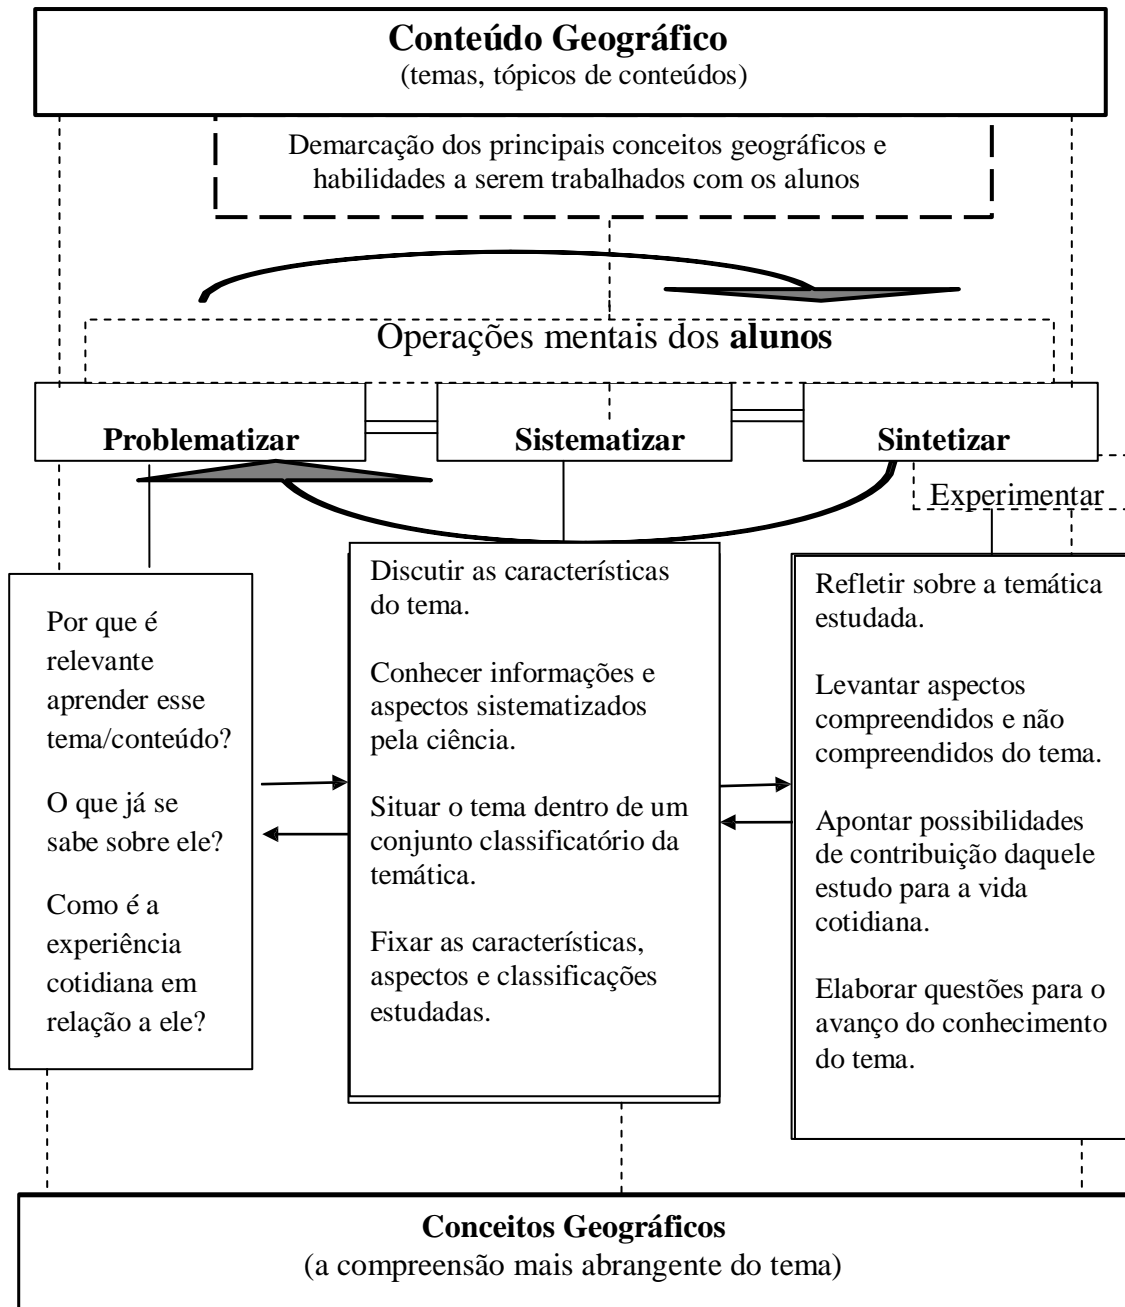 Conteúdo Geográfico
(temas, tópicos de conteúdos)
Demarcação dos principais conceitos geográficos e
habilidades a serem trabalhados com os alunos
Operações mentais dos alunos
Problematizar
Sistematizar
Sintetizar
Experimentar
Por que é
relevante
aprender esse
tema/conteúdo?
O que já se
sabe sobre ele?
Como é a
experiência
cotidiana em
relação a ele?
Discutir as características
do tema.
Conhecer informações e
aspectos sistematizados
pela ciência.
Situar o tema dentro de um
conjunto classificatório da
temática.
Fixar as características,
aspectos e classificações
estudadas.
Refletir sobre a temática
estudada.
Levantar aspectos
compreendidos e não
compreendidos do tema.
Apontar possibilidades
de contribuição daquele
estudo para a vida
cotidiana.
Elaborar questões para o
avanço do conhecimento
do tema.
Conceitos Geográficos
(a compreensão mais abrangente do tema)